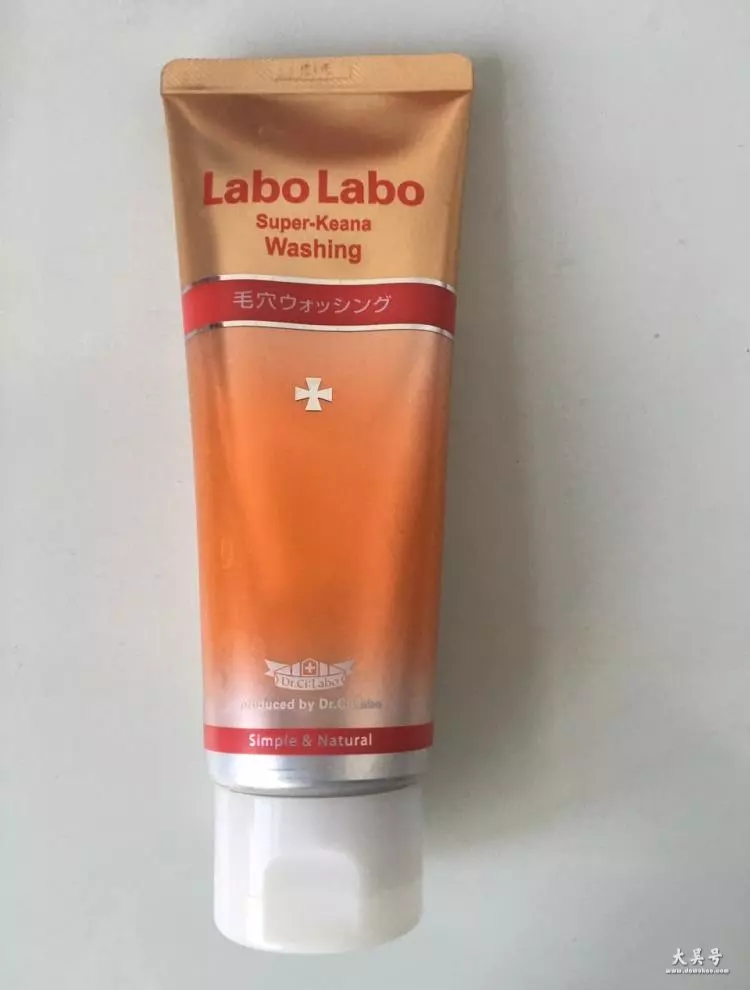 Labo Labo
Super-Keana
Washing
毛穴ウォッシング
Dr.Ci:Labo
produced by Dr.Ci:Labo
Simple & Natural
大昊号